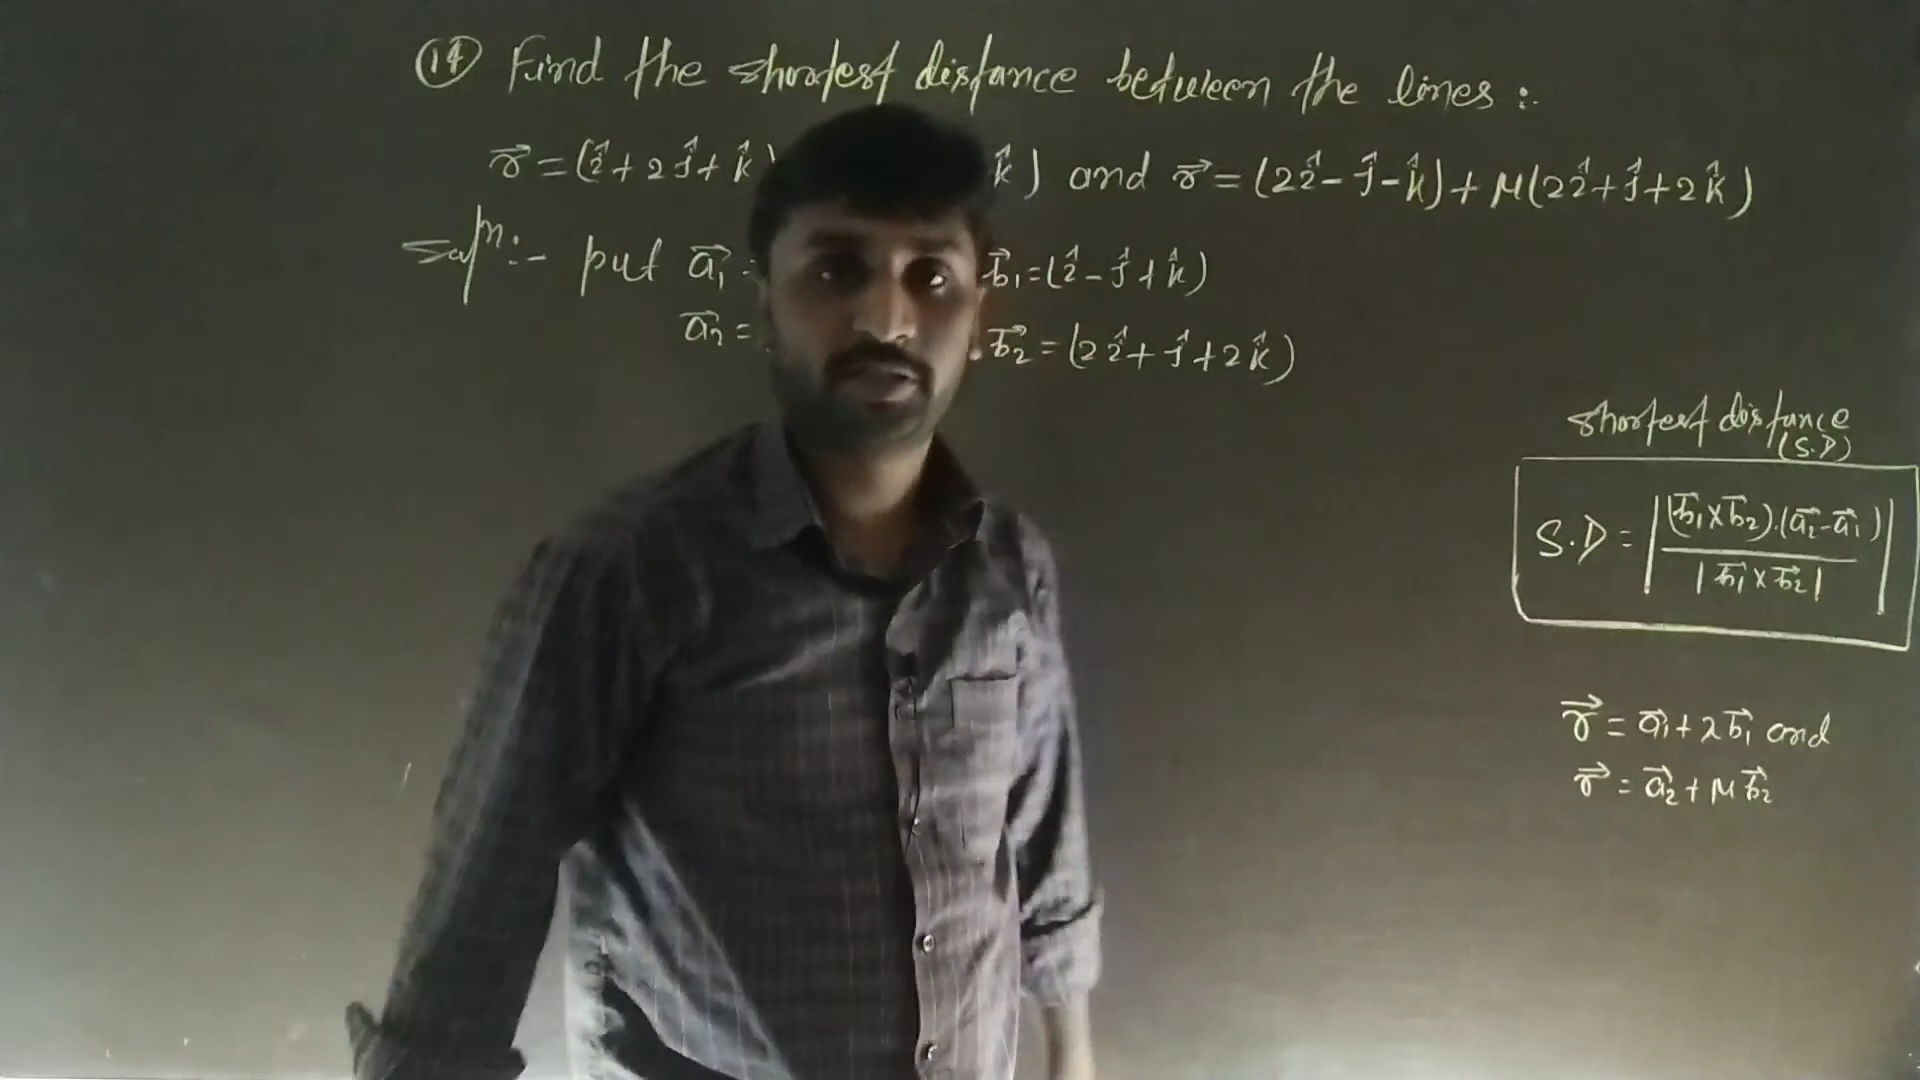 (14) Find the shortest distance between the lines :.
r⃗ = (î + 2ĵ + k̂) k̂) and r⃗ = (2î - ĵ - k̂) + μ(2î + ĵ + 2k̂)
Solⁿ:- put a⃗₁ = b⃗₁ = (î - ĵ + k̂)
a⃗₂ = b⃗₂ = (2î + ĵ + 2k̂)
shortest distance
(S.D)
S.D = |(b⃗₁ × b⃗₂).(a⃗₂ - a⃗₁) / |b⃗₁ × b⃗₂||
r⃗ = a⃗₁ + λb⃗₁ and
r⃗ = a⃗₂ + μb⃗₂